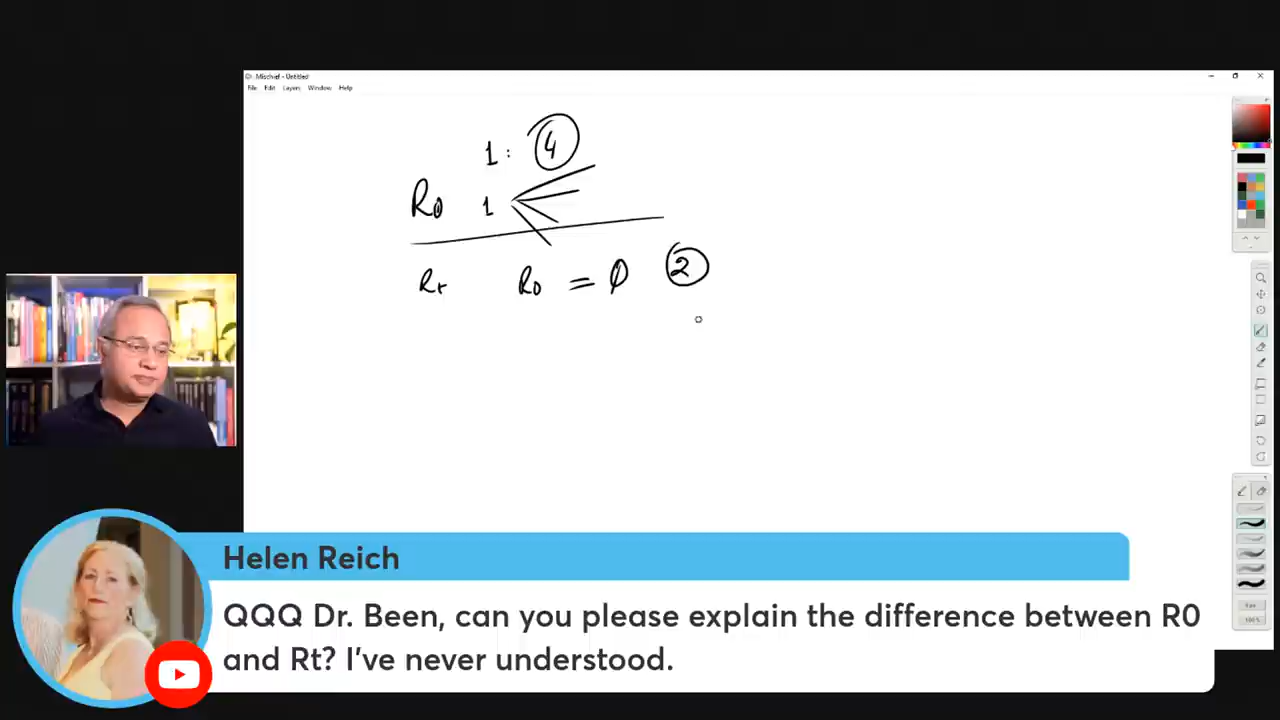 Mischief - Untitled
File Edit Layers Window Help
1: 4
R0 1
Rt R0 = 0 2
Helen Reich
QQQ Dr. Been, can you please explain the difference between R0
and Rt? I've never understood.
100%